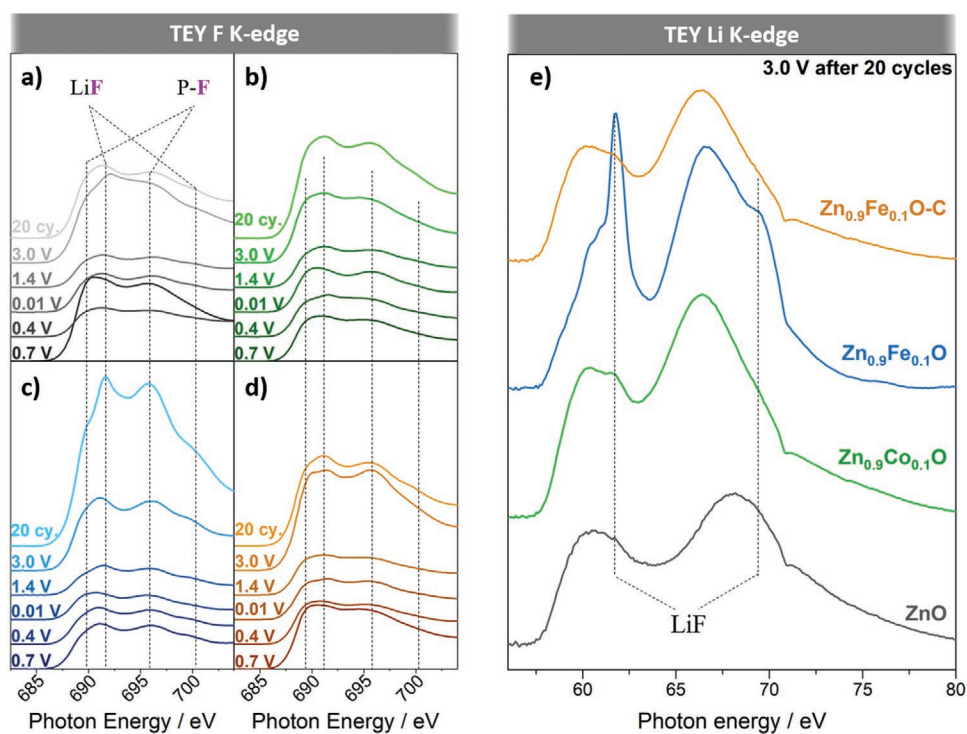 TEY F K-edge
a)
LiF
P-F
20 cy.
3.0 V
1.4 V
0.01 V
0.4 V
0.7 V
b)
20 cy.
3.0 V
1.4 V
0.01 V
0.4 V
0.7 V
c)
20 cy.
3.0 V
1.4 V
0.01 V
0.4 V
0.7 V
d)
20 cy.
3.0 V
1.4 V
0.01 V
0.4 V
0.7 V
685 690 695 700
685 690 695 700
Photon Energy / eV
Photon Energy / eV
TEY Li K-edge
e)
3.0 V after 20 cycles
Zn0.9Fe0.1O-C
Zn0.9Fe0.1O
Zn0.9Co0.1O
LiF
ZnO
60 65 70 75 80
Photon energy / eV